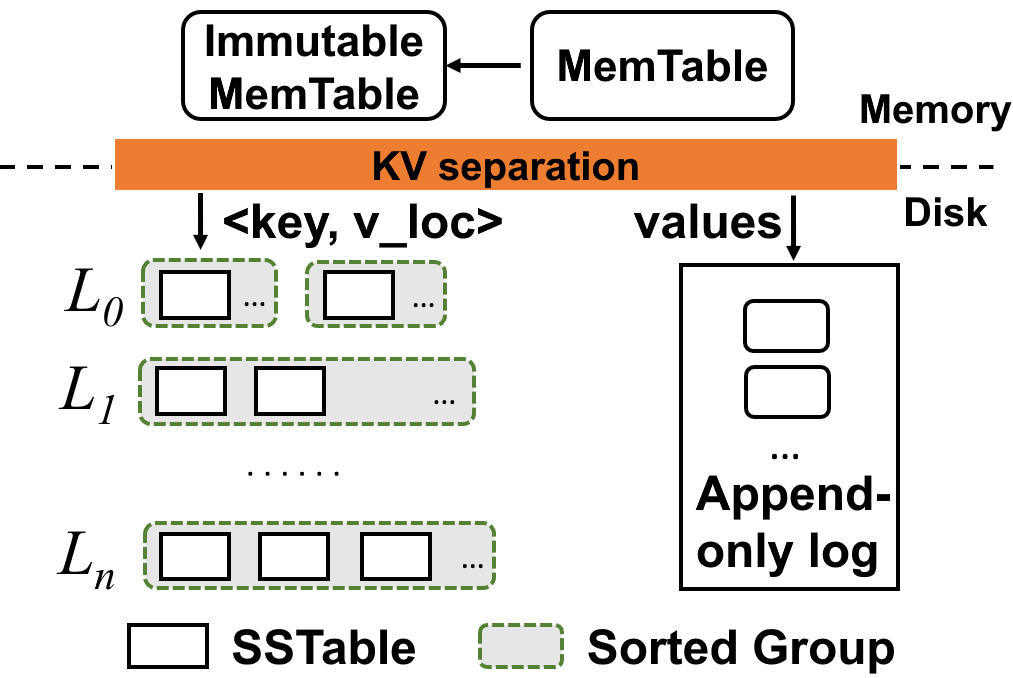 Immutable
MemTable
MemTable
Memory
KV separation
Disk
<key, v_loc>
values
L0
...
...
L1
...
......
...
Append-
only log
Ln
...
SSTable
Sorted Group